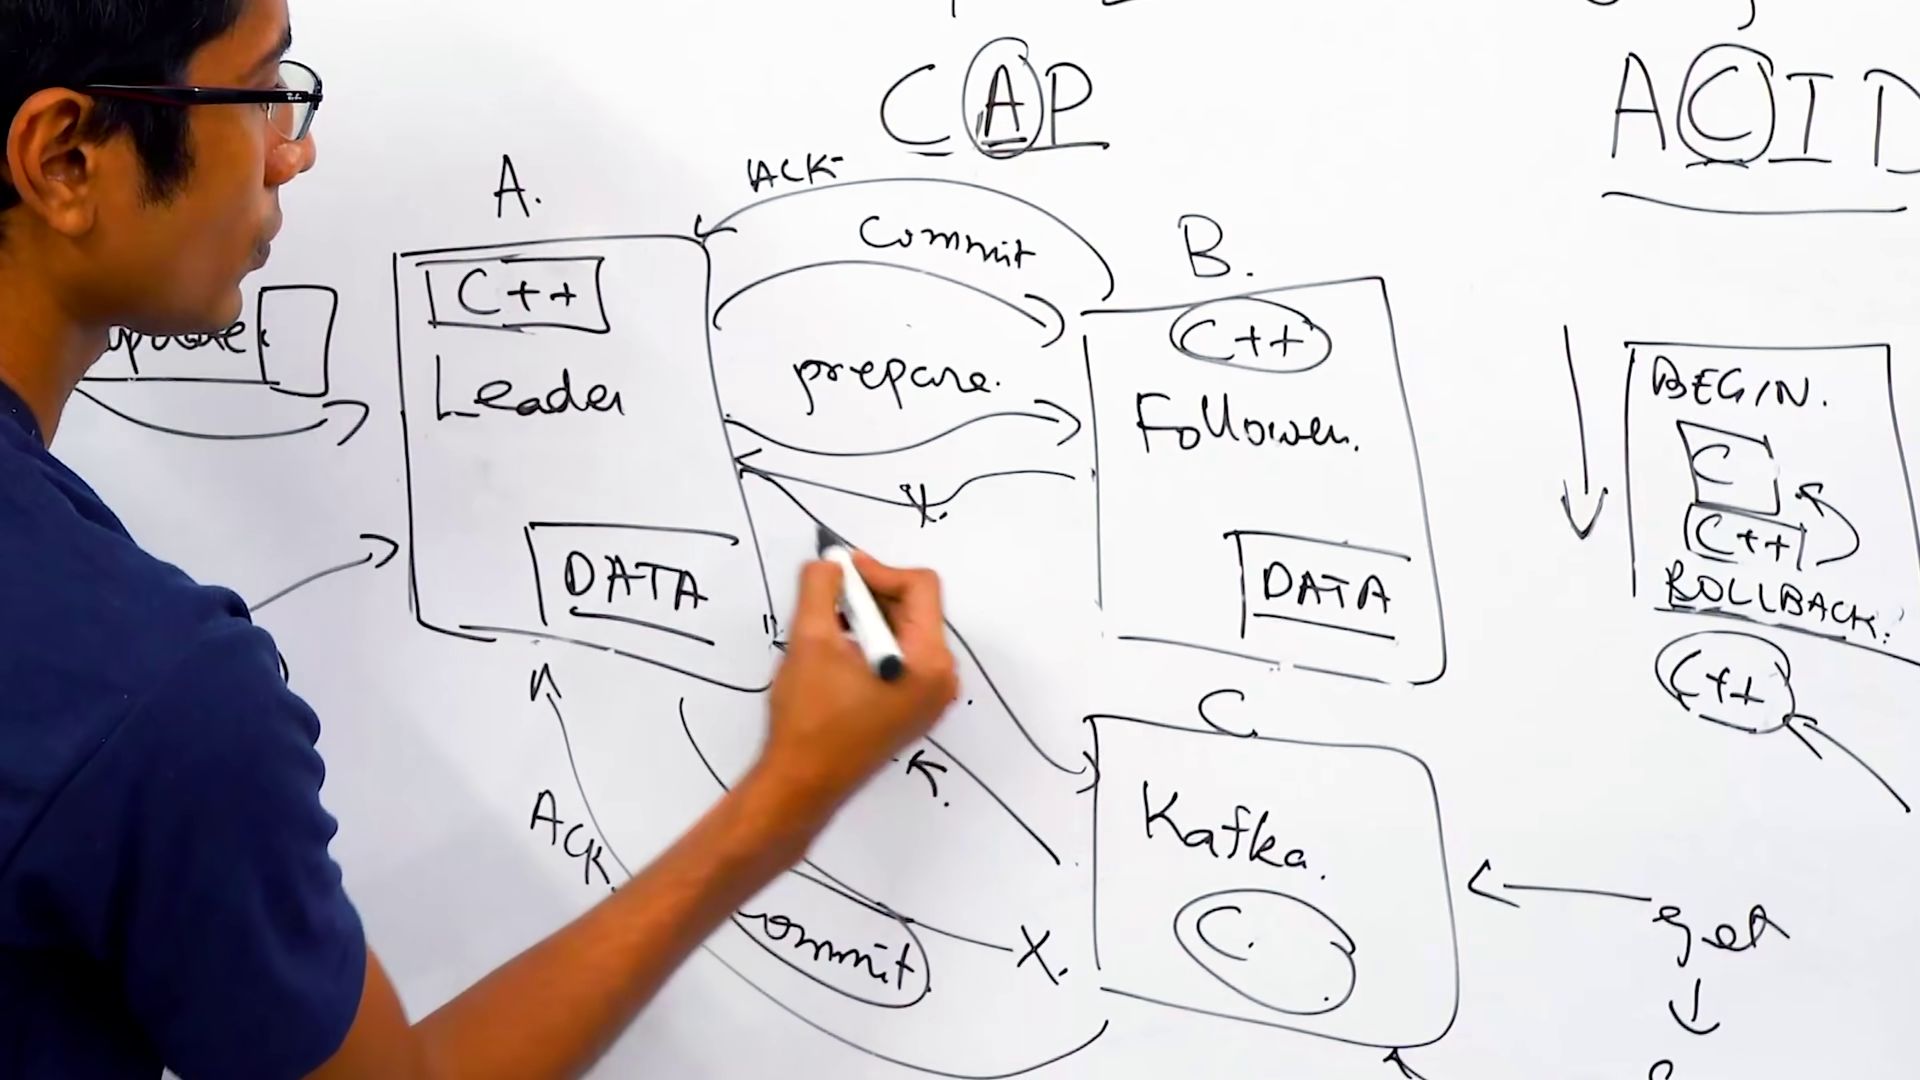 CAP
ACID
ACK
A.
Commit
B.
C++
Leader
update
C++
prepare.
Follower.
BEGIN.
C
C++
ROLLBACK.
X.
DATA
DATA
C++
C
ACK.
Kafka.
C.
commit
X.
get